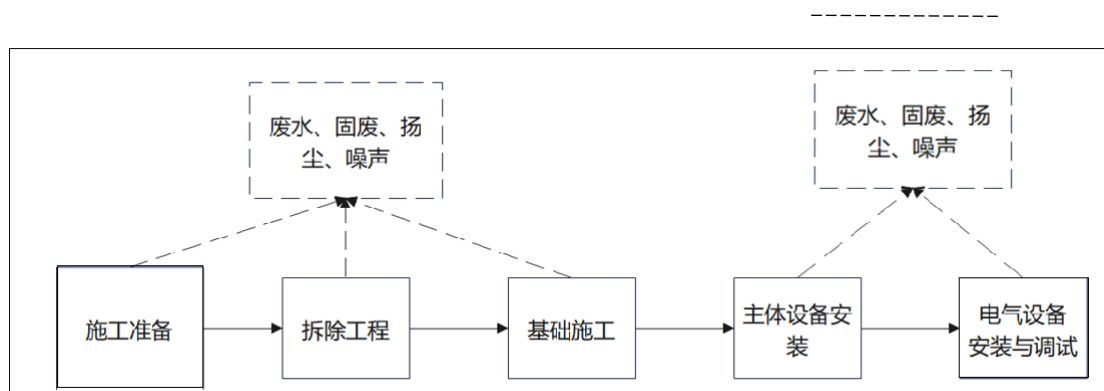 废水、固废、扬
尘、噪声
废水、固废、扬
尘、噪声
施工准备
拆除工程
基础施工
主体设备安
装
电气设备
安装与调试